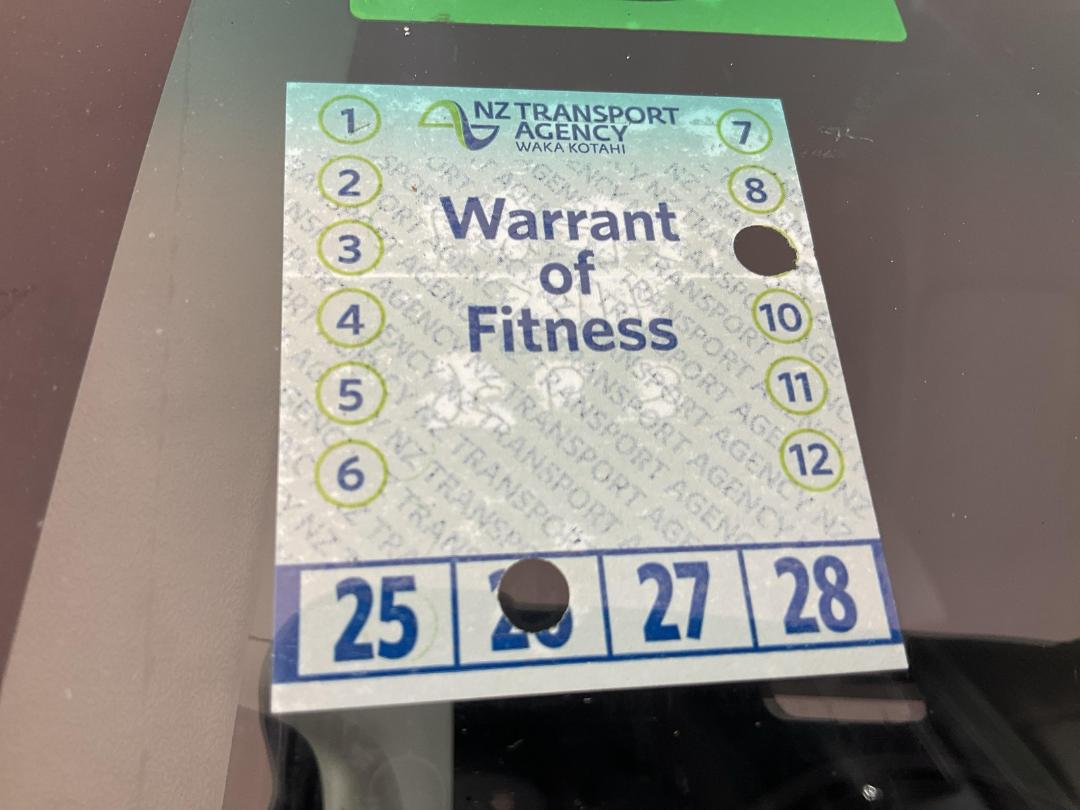 NZ TRANSPORT
AGENCY
WAKA KOTAHI
Warrant
of
Fitness
1
2
3
4
5
6
7
8
10
11
12
25
26
27
28